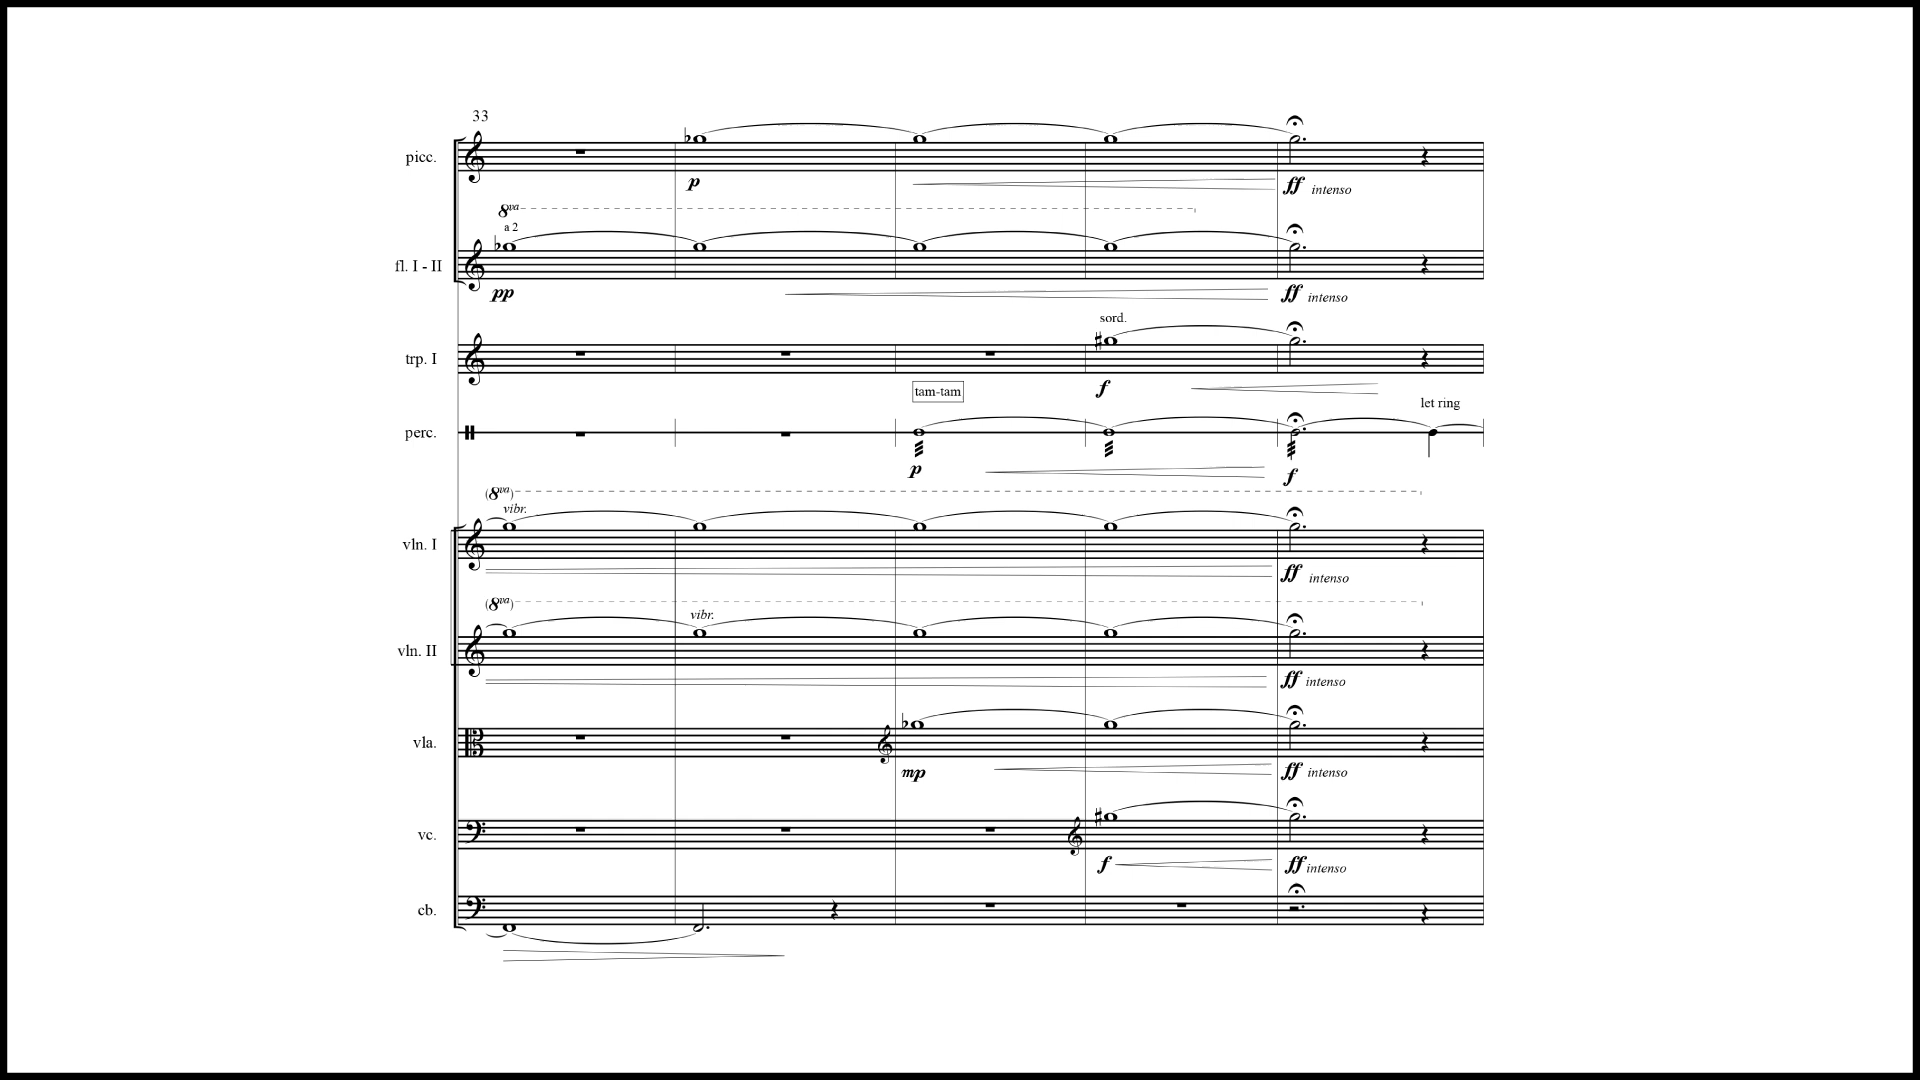 33
picc.
p
ff intenso
8va
a 2
fl. I - II
pp
ff intenso
sord.
trp. I
f
tam-tam
let ring
perc.
p
f
(8va)
vibr.
vln. I
ff intenso
(8va)
vibr.
vln. II
ff intenso
vla.
mp
ff intenso
vc.
f
ff intenso
cb.